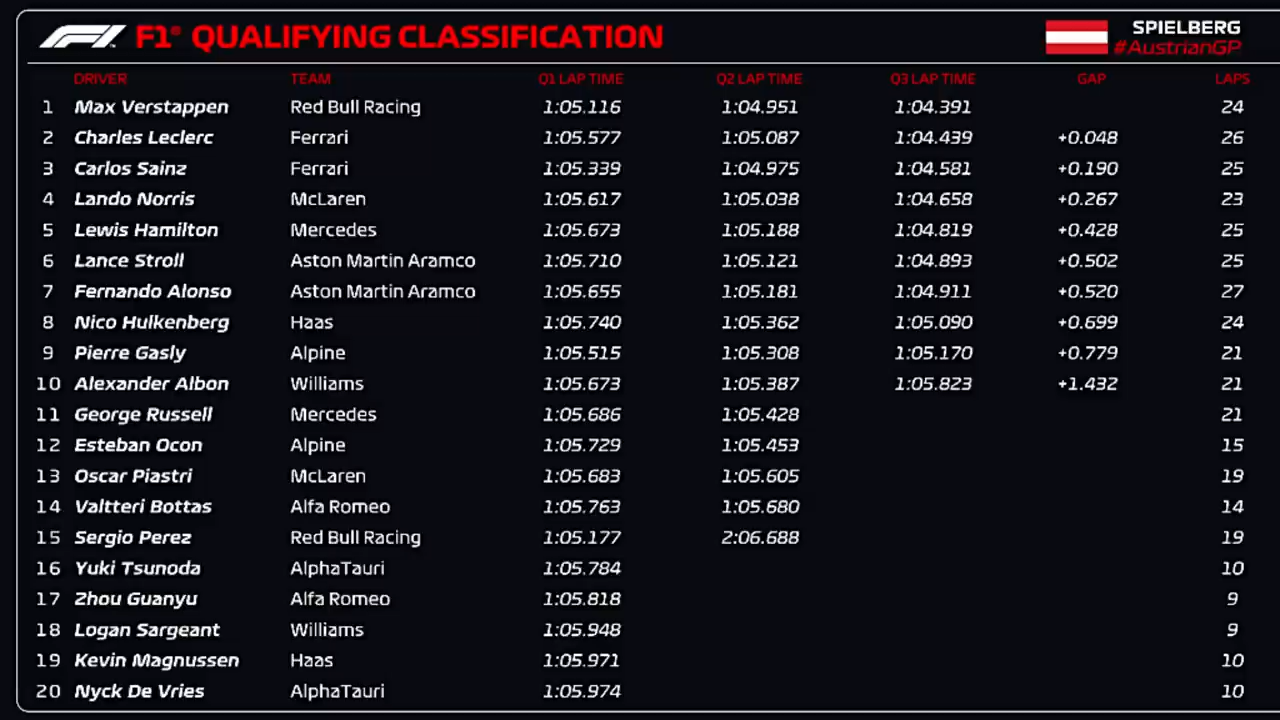 F1® QUALIFYING CLASSIFICATION
SPIELBERG
#AustrianGP
DRIVER TEAM Q1 LAP TIME Q2 LAP TIME Q3 LAP TIME GAP LAPS
1 Max Verstappen Red Bull Racing 1:05.116 1:04.951 1:04.391 24
2 Charles Leclerc Ferrari 1:05.577 1:05.087 1:04.439 +0.048 26
3 Carlos Sainz Ferrari 1:05.339 1:04.975 1:04.581 +0.190 25
4 Lando Norris McLaren 1:05.617 1:05.038 1:04.658 +0.267 23
5 Lewis Hamilton Mercedes 1:05.673 1:05.188 1:04.819 +0.428 25
6 Lance Stroll Aston Martin Aramco 1:05.710 1:05.121 1:04.893 +0.502 25
7 Fernando Alonso Aston Martin Aramco 1:05.655 1:05.181 1:04.911 +0.520 27
8 Nico Hulkenberg Haas 1:05.740 1:05.362 1:05.090 +0.699 24
9 Pierre Gasly Alpine 1:05.515 1:05.308 1:05.170 +0.779 21
10 Alexander Albon Williams 1:05.673 1:05.387 1:05.823 +1.432 21
11 George Russell Mercedes 1:05.686 1:05.428 21
12 Esteban Ocon Alpine 1:05.729 1:05.453 15
13 Oscar Piastri McLaren 1:05.683 1:05.605 19
14 Valtteri Bottas Alfa Romeo 1:05.763 1:05.680 14
15 Sergio Perez Red Bull Racing 1:05.177 2:06.688 19
16 Yuki Tsunoda AlphaTauri 1:05.784 10
17 Zhou Guanyu Alfa Romeo 1:05.818 9
18 Logan Sargeant Williams 1:05.948 9
19 Kevin Magnussen Haas 1:05.971 10
20 Nyck De Vries AlphaTauri 1:05.974 10